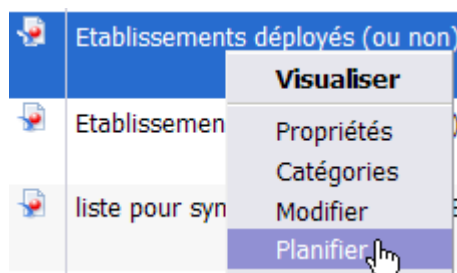 Etablissements déployés (ou non)
Visualiser
Etablissemen
Propriétés
Catégories
liste pour syn
Modifier
Planifier